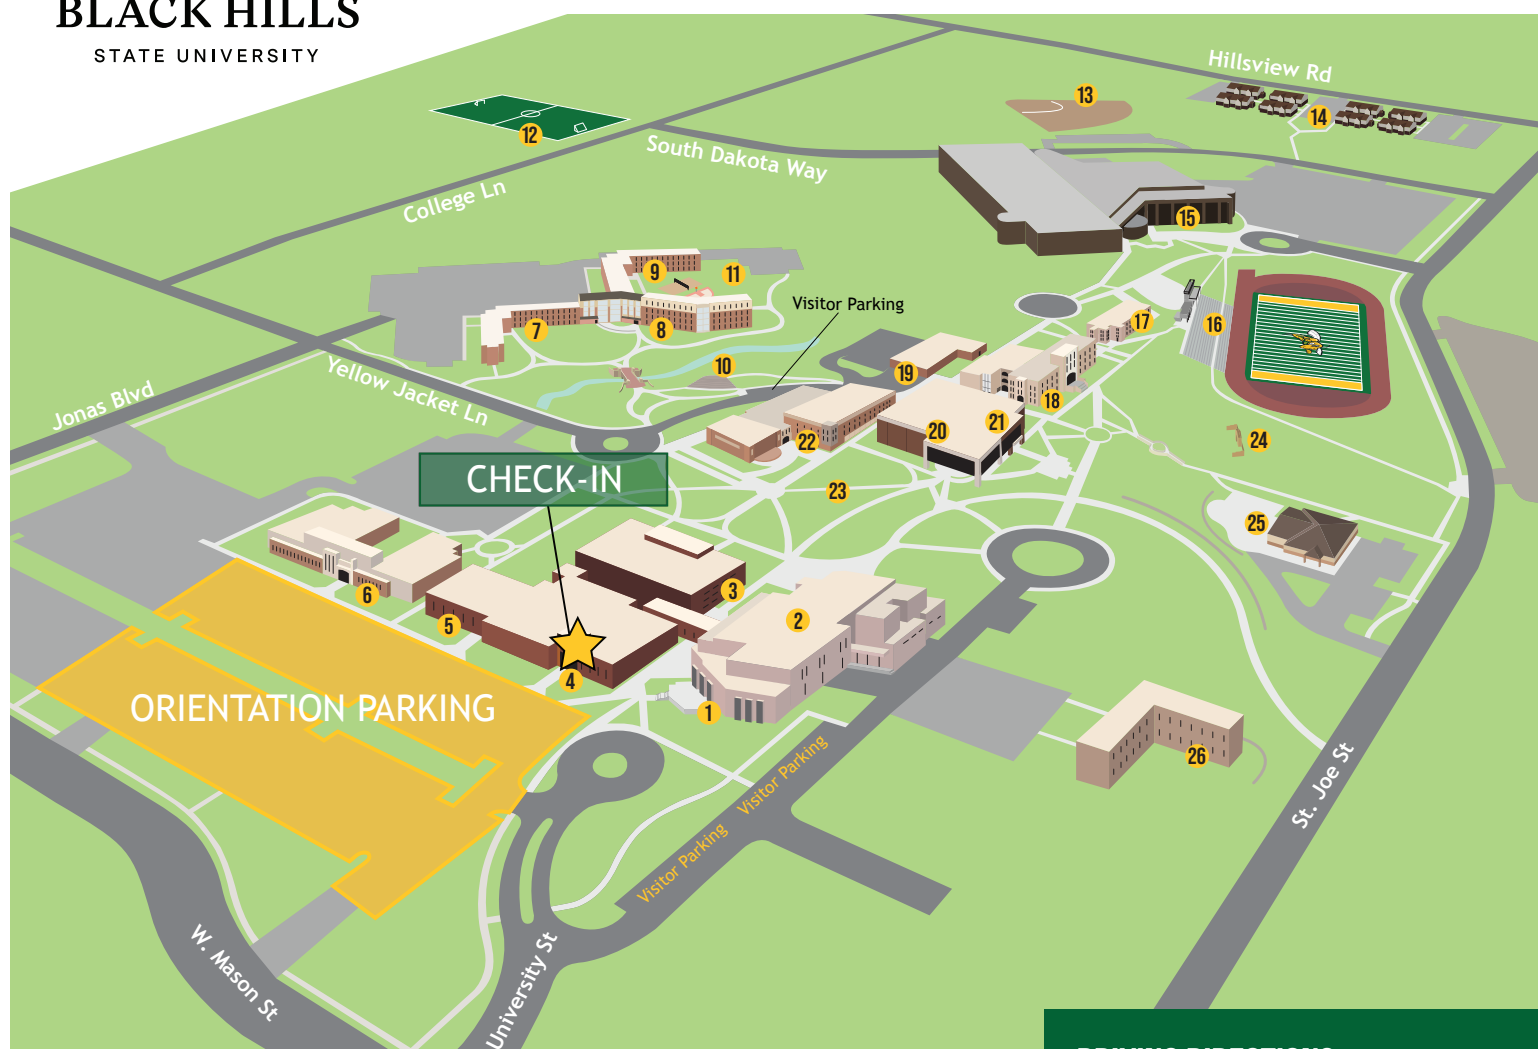 BLACK HILLS
STATE UNIVERSITY
Hillsview Rd
13
14
12
South Dakota Way
College Ln
15
9
11
Visitor Parking
7
8
17
16
10
19
Yellow Jacket Ln
Jonas Blvd
18
20
21
22
24
CHECK-IN
23
25
6
5
3
2
4
1
ORIENTATION PARKING
26
Visitor Parking
Visitor Parking
St. Joe St
W. Mason St
University St
DRIVING DIRECTIONS